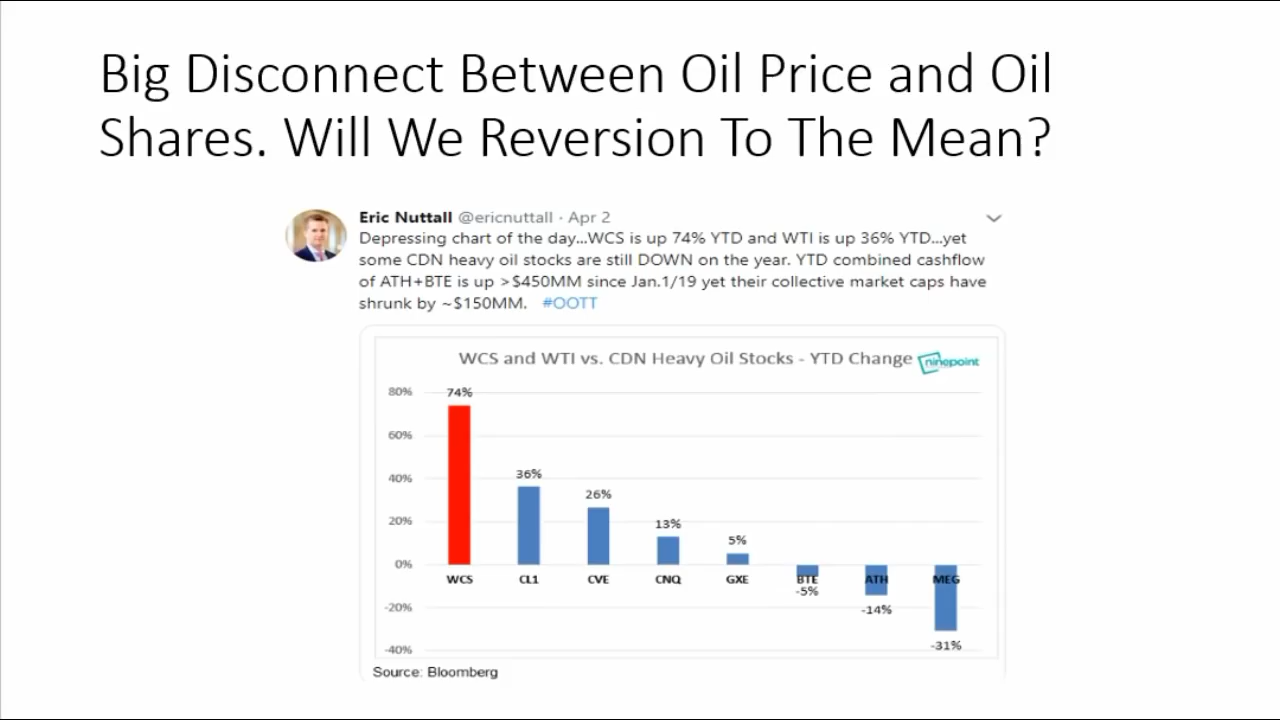 Big Disconnect Between Oil Price and Oil
Shares. Will We Reversion To The Mean?
Eric Nuttall @ericnuttall · Apr 2
Depressing chart of the day...WCS is up 74% YTD and WTI is up 36% YTD...yet
some CDN heavy oil stocks are still DOWN on the year. YTD combined cashflow
of ATH+BTE is up >$450MM since Jan.1/19 yet their collective market caps have
shrunk by ~$150MM. #OOTT
WCS and WTI vs. CDN Heavy Oil Stocks - YTD Change
ninepoint
80%
60%
40%
20%
0%
-20%
-40%
74%
36%
26%
13%
5%
WCS CL1 CVE CNQ GXE BTE ATH MEG
-5%
-14%
-31%
Source: Bloomberg